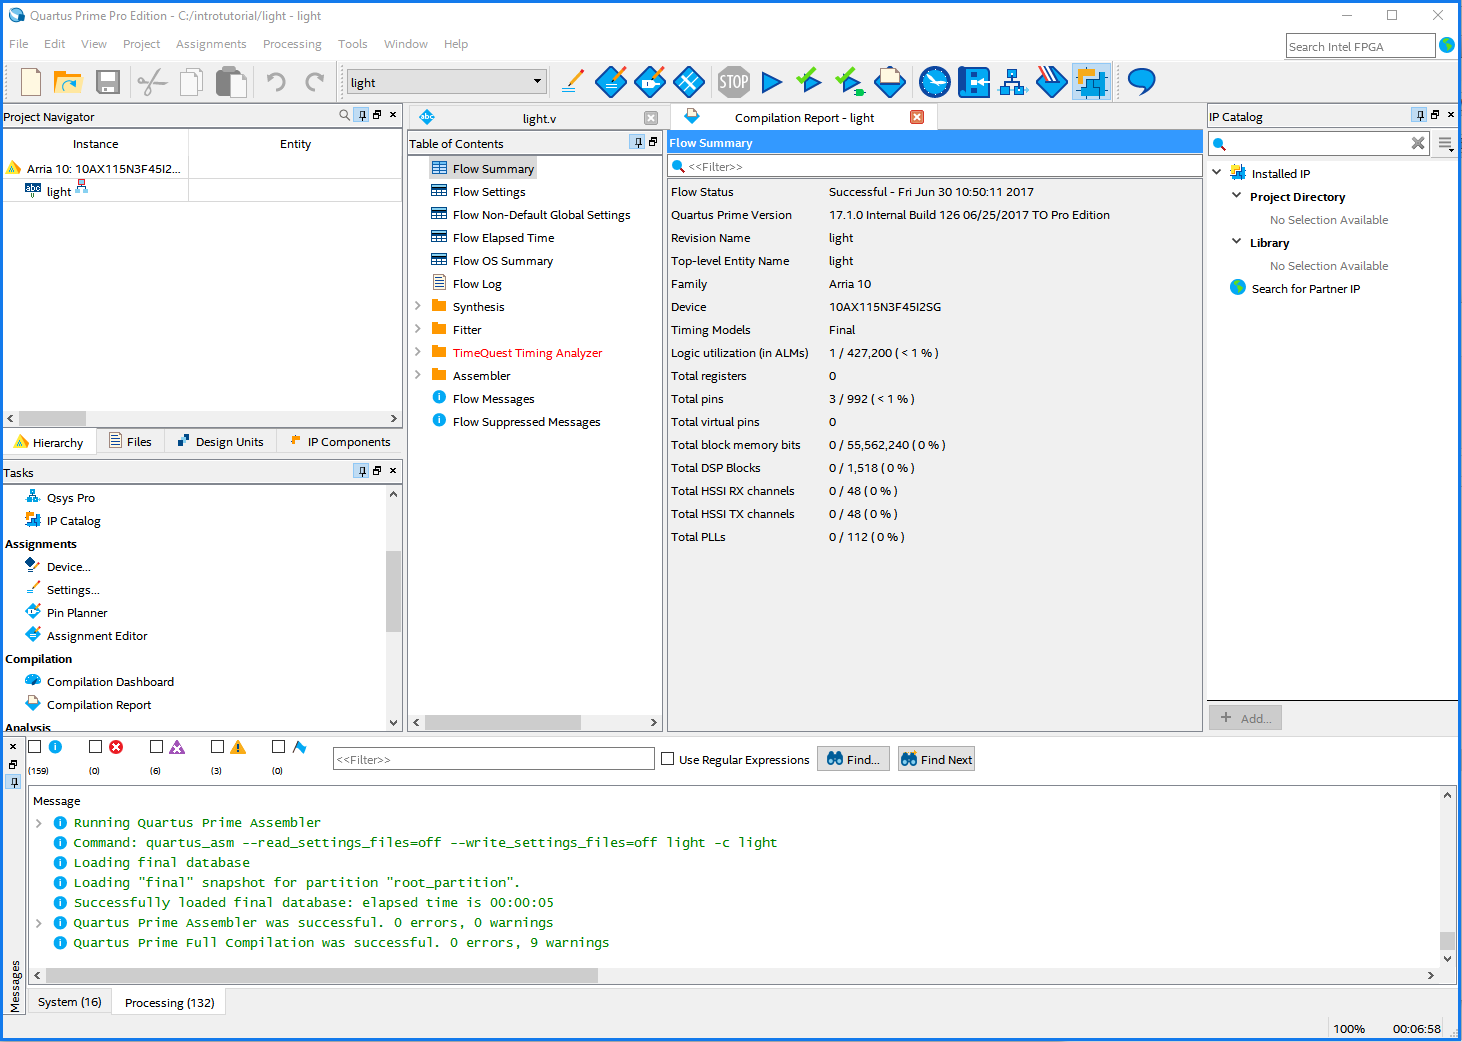 Quartus Prime Pro Edition - C:/introtutorial/light - light
File Edit View Project Assignments Processing Tools Window Help
Search Intel FPGA
light
STOP
Project Navigator
Instance Entity
Arria 10: 10AX115N3F45I2...
abc light
Hierarchy Files Design Units IP Components
Tasks
Qsys Pro
IP Catalog
Assignments
Device...
Settings...
Pin Planner
Assignment Editor
Compilation
Compilation Dashboard
Compilation Report
Analysis
abc light.v
Compilation Report - light
Table of Contents
Flow Summary
Flow Settings
Flow Non-Default Global Settings
Flow Elapsed Time
Flow OS Summary
Flow Log
Synthesis
Fitter
TimeQuest Timing Analyzer
Assembler
Flow Messages
Flow Suppressed Messages
Flow Summary
<<Filter>>
Flow Status Successful - Fri Jun 30 10:50:11 2017
Quartus Prime Version 17.1.0 Internal Build 126 06/25/2017 TO Pro Edition
Revision Name light
Top-level Entity Name light
Family Arria 10
Device 10AX115N3F45I2SG
Timing Models Final
Logic utilization (in ALMs) 1 / 427,200 ( < 1 % )
Total registers 0
Total pins 3 / 992 ( < 1 % )
Total virtual pins 0
Total block memory bits 0 / 55,562,240 ( 0 % )
Total DSP Blocks 0 / 1,518 ( 0 % )
Total HSSI RX channels 0 / 48 ( 0 % )
Total HSSI TX channels 0 / 48 ( 0 % )
Total PLLs 0 / 112 ( 0 % )
IP Catalog
Installed IP
Project Directory
No Selection Available
Library
No Selection Available
Search for Partner IP
+ Add...
(159) (0) (6) (3) (0)
<<Filter>>
Use Regular Expressions
Find...
Find Next
Message
Running Quartus Prime Assembler
Command: quartus_asm --read_settings_files=off --write_settings_files=off light -c light
Loading final database
Loading "final" snapshot for partition "root_partition".
Successfully loaded final database: elapsed time is 00:00:05
Quartus Prime Assembler was successful. 0 errors, 0 warnings
Quartus Prime Full Compilation was successful. 0 errors, 9 warnings
Messages
System (16) Processing (132)
100% 00:06:58